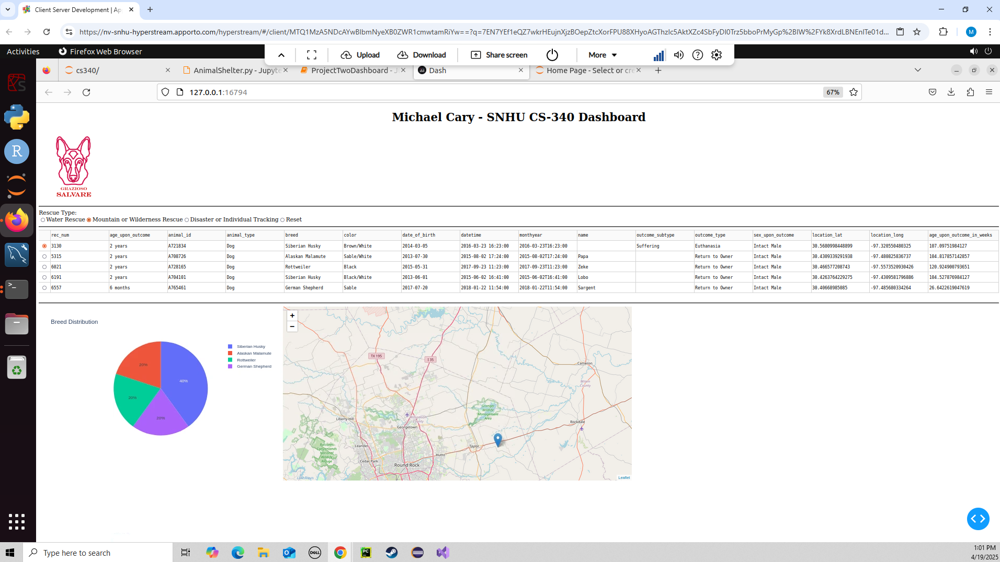 Client Server Development | Ap
https://nv-snhu-hyperstream.apporto.com/hyperstream/#/client/
M
Activities
Firefox Web Browser
Upload
Download
Share screen
More
cs340/
AnimalShelter.py - Jupyte
ProjectTwoDashboard - J
Dash
Home Page - Select or cre
127.0.0.1:16794
67%
Michael Cary - SNHU CS-340 Dashboard
GRAZIOSO
SALVARE
Rescue Type:
Water Rescue Mountain or Wilderness Rescue Disaster or Individual Tracking Reset
rec_num age_upon_outcome animal_id animal_type breed color date_of_birth datetime monthyear name outcome_subtype outcome_type sex_upon_outcome location_lat location_long age_upon_outcome_in_weeks
3130 2 years A721834 Dog Siberian Husky Brown/White 2014-03-05 2016-03-23 16:23:00 2016-03-23T16:23:00 Suffering Euthanasia Intact Male 30.5680998448899 -97.320550480325 107.09751984127
5315 2 years A708726 Dog Alaskan Malamute Sable/White 2013-07-30 2015-08-02 17:24:00 2015-08-02T17:24:00 Papa Return to Owner Intact Male 30.4309339291938 -97.480825836737 104.817857142857
6021 2 years A728165 Dog Rottweiler Black 2015-05-31 2017-09-23 11:23:00 2017-09-23T11:23:00 Zeke Return to Owner Intact Male 30.466577208743 -97.5573520930426 120.924900793651
6191 2 years A704101 Dog Siberian Husky Black/White 2013-06-01 2015-06-02 16:41:00 2015-06-02T16:41:00 Lobo Return to Owner Intact Male 30.4263764229275 -97.4309581796886 104.527876984127
6557 6 months A765461 Dog German Shepherd Sable 2017-07-20 2018-01-22 11:54:00 2018-01-22T11:54:00 Sargent Return to Owner Intact Male 30.40668985085 -97.485680334264 26.6422619047619
Breed Distribution
40%
20%
20%
20%
Siberian Husky
Alaskan Malamute
Rottweiler
German Shepherd
+
−
TX 195
I 35
Cameron
Milam
County
Granger
Wildlife
Management
Area
Liberty Hill
Williamson
County
Georgetown
Rockdale
Balcones
Canyonlands
National
Wildlife
Refuge
Leander
Taylor
Hutto
Cedar Park
Round Rock
Lake Travis
Leaflet
Type here to search
DELL
PC
1:01 PM
4/19/2025